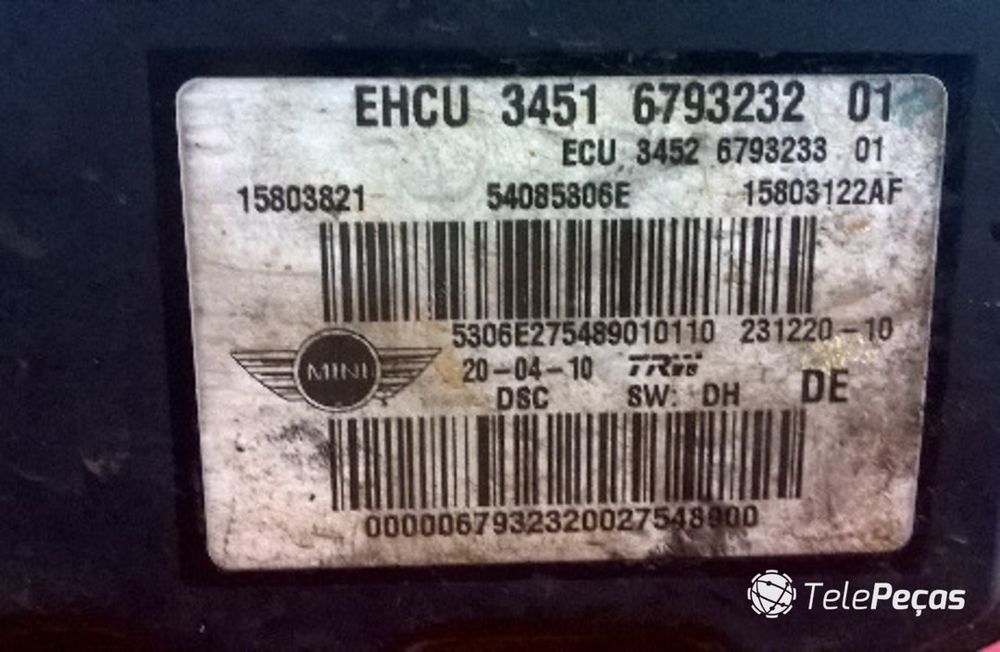 EHCU 3451 6793232 01
ECU 3452 6793233 01
15803821 54085806E 15803122AF
5306E275489010110 231220-10
MINI 20-04-10 TRW
DSC SW: DH DE
0000067932320027548900
TelePeças